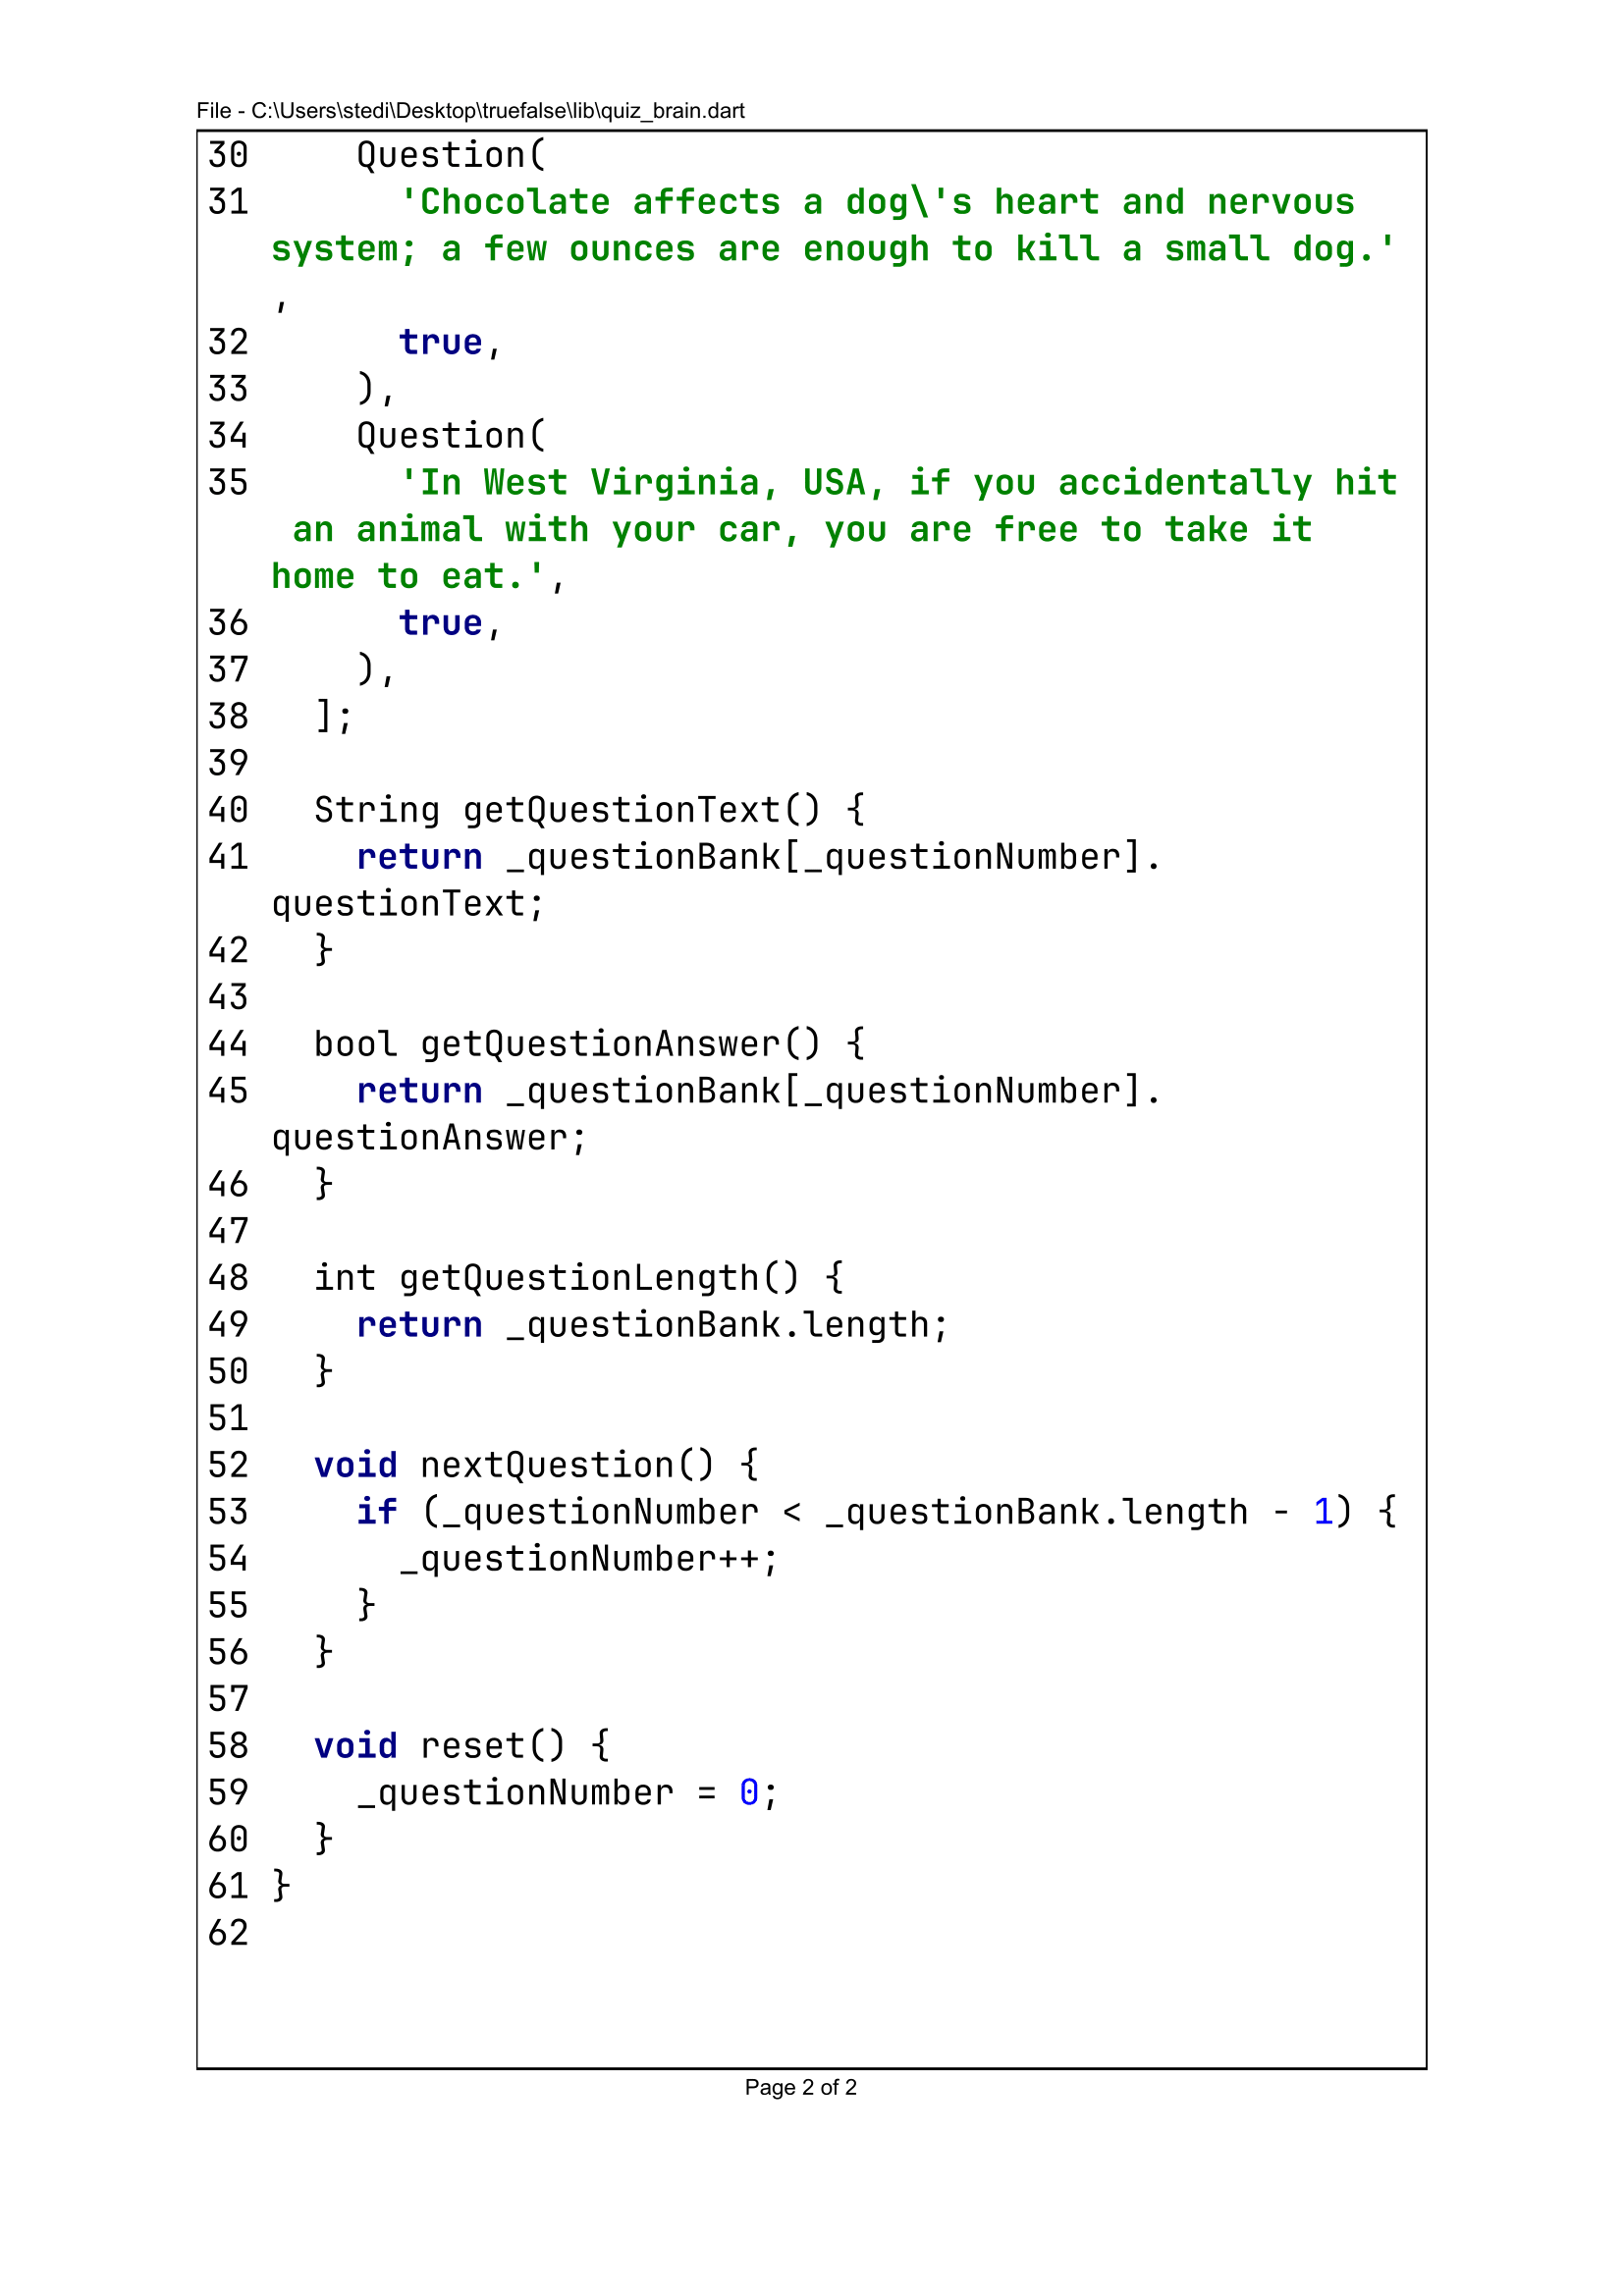 File - C:\Users\stedi\Desktop\truefalse\lib\quiz_brain.dart
30     Question(
31       'Chocolate affects a dog\'s heart and nervous
   system; a few ounces are enough to kill a small dog.'
   ,
32       true,
33     ),
34     Question(
35       'In West Virginia, USA, if you accidentally hit
    an animal with your car, you are free to take it
   home to eat.',
36       true,
37     ),
38   ];
39
40   String getQuestionText() {
41     return _questionBank[_questionNumber].
   questionText;
42   }
43
44   bool getQuestionAnswer() {
45     return _questionBank[_questionNumber].
   questionAnswer;
46   }
47
48   int getQuestionLength() {
49     return _questionBank.length;
50   }
51
52   void nextQuestion() {
53     if (_questionNumber < _questionBank.length - 1) {
54       _questionNumber++;
55     }
56   }
57
58   void reset() {
59     _questionNumber = 0;
60   }
61 }
62
Page 2 of 2